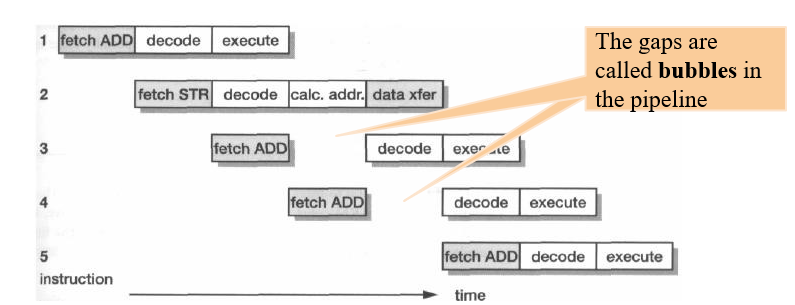 1 fetch ADD decode execute
The gaps are
called bubbles in
the pipeline
2 fetch STR decode calc. addr. data xfer
3 fetch ADD decode execute
4 fetch ADD decode execute
5 fetch ADD decode execute
instruction
time